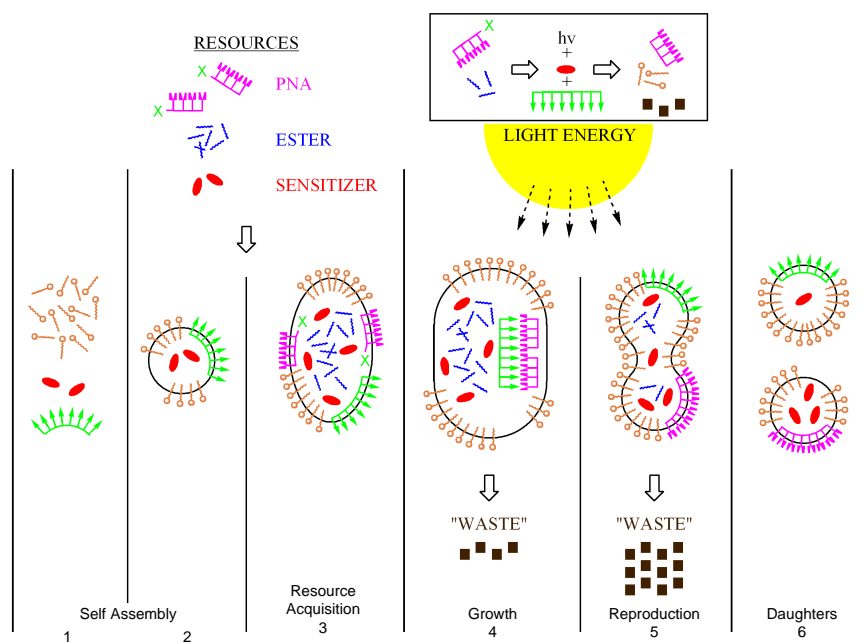 RESOURCES
X
PNA
X
ESTER
SENSITIZER
X
hv
+
+
LIGHT ENERGY
X
X
"WASTE"
"WASTE"
Self Assembly
1
2
Resource
Acquisition
3
Growth
4
Reproduction
5
Daughters
6